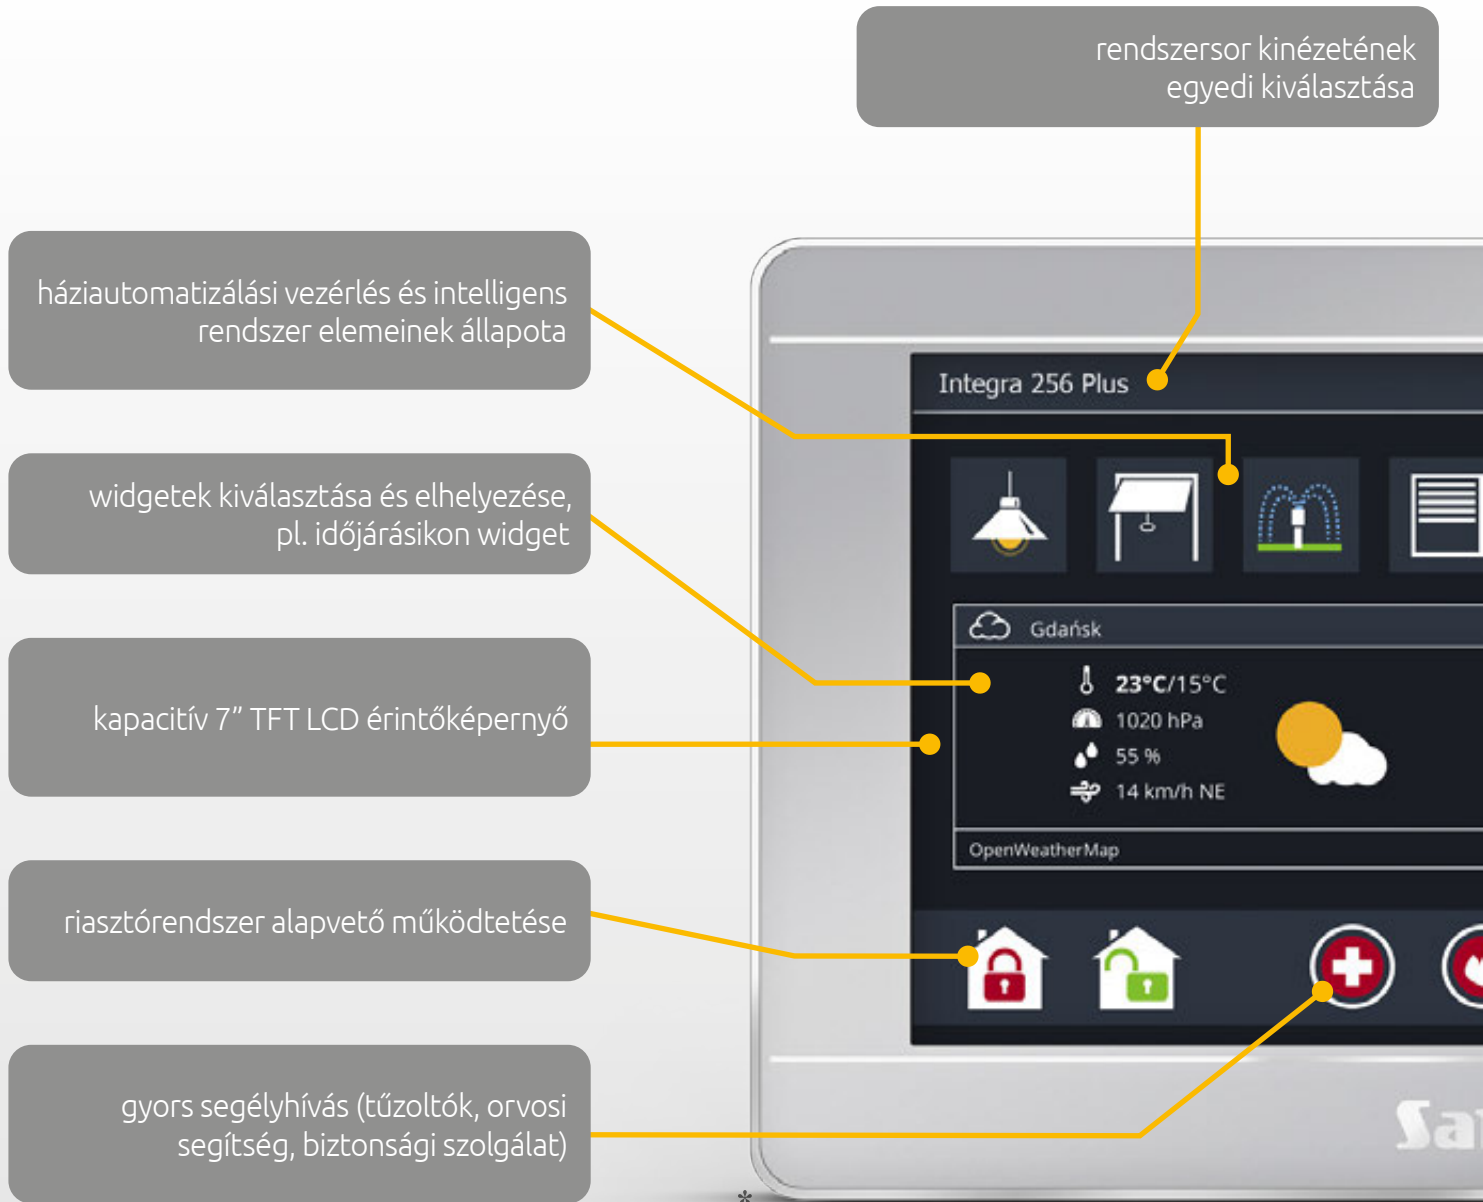 rendszersor kinézetének
egyedi kiválasztása
háziautomatizálási vezérlés és intelligens
rendszer elemeinek állapota
widgetek kiválasztása és elhelyezése,
pl. időjárásikon widget
kapacitív 7” TFT LCD érintőképernyő
riasztórendszer alapvető működtetése
gyors segélyhívás (tűzoltók, orvosi
segítség, biztonsági szolgálat)
Integra 256 Plus
Gdańsk
23°C/15°C
1020 hPa
55 %
14 km/h NE
OpenWeatherMap
*